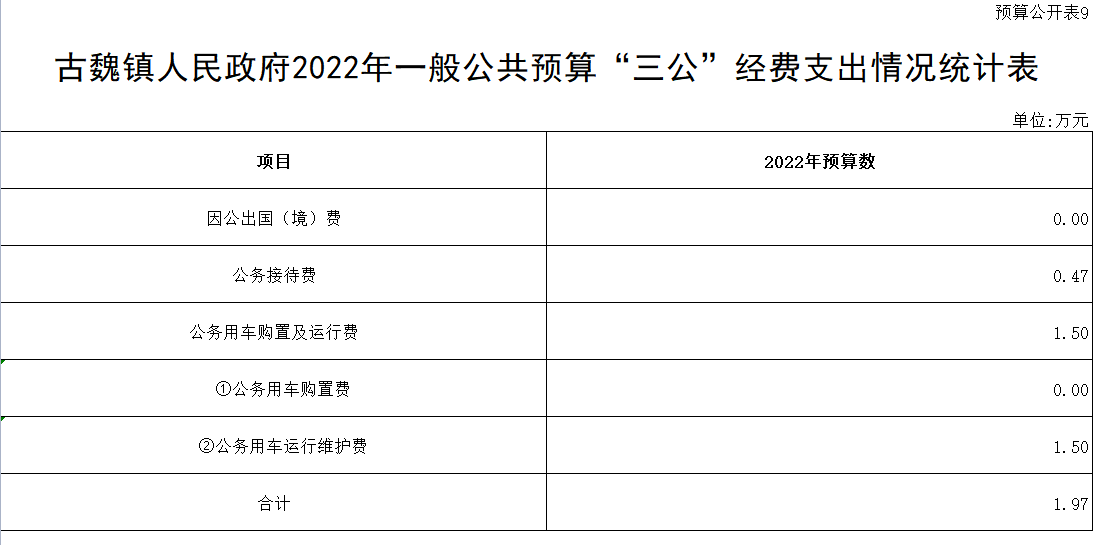 预算公开表9
古魏镇人民政府2022年一般公共预算“三公”经费支出情况统计表
单位:万元
项目 2022年预算数
因公出国（境）费 0.00
公务接待费 0.47
公务用车购置及运行费 1.50
①公务用车购置费 0.00
②公务用车运行维护费 1.50
合计 1.97